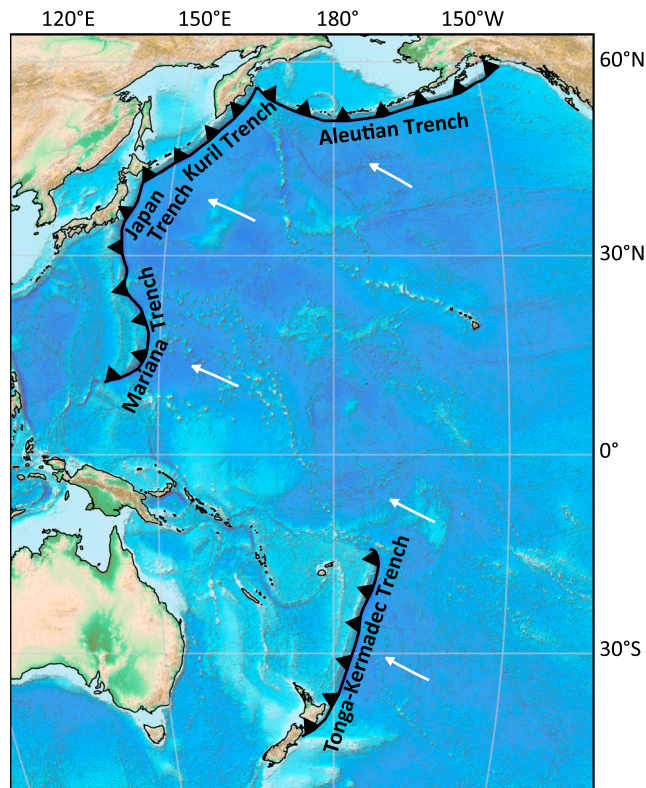 120°E 150°E 180° 150°W
60°N
Aleutian Trench
Kuril Trench
Japan
Trench
30°N
Mariana Trench
0°
Tonga-Kermadec Trench
30°S